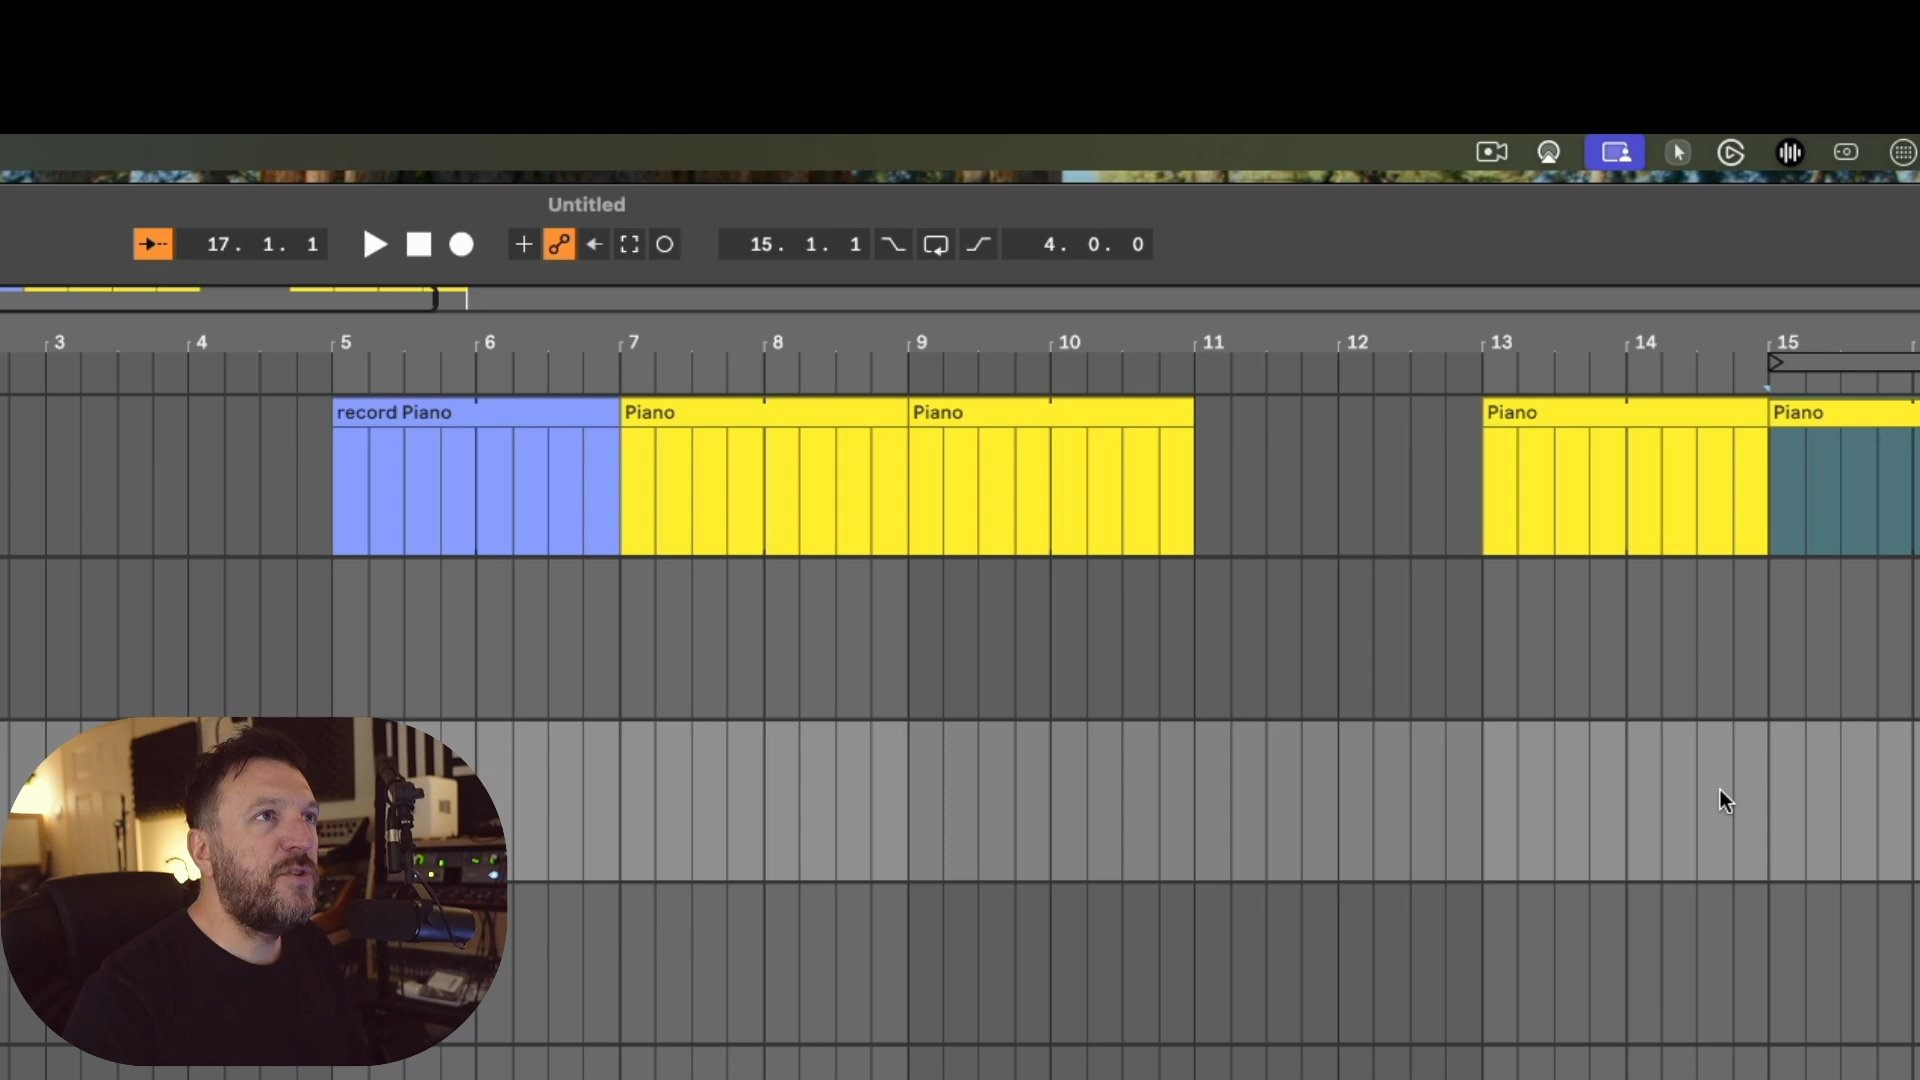 Untitled
17. 1. 1
15. 1. 1
4. 0. 0
3 4 5 6 7 8 9 10 11 12 13 14 15
record Piano Piano Piano Piano Piano